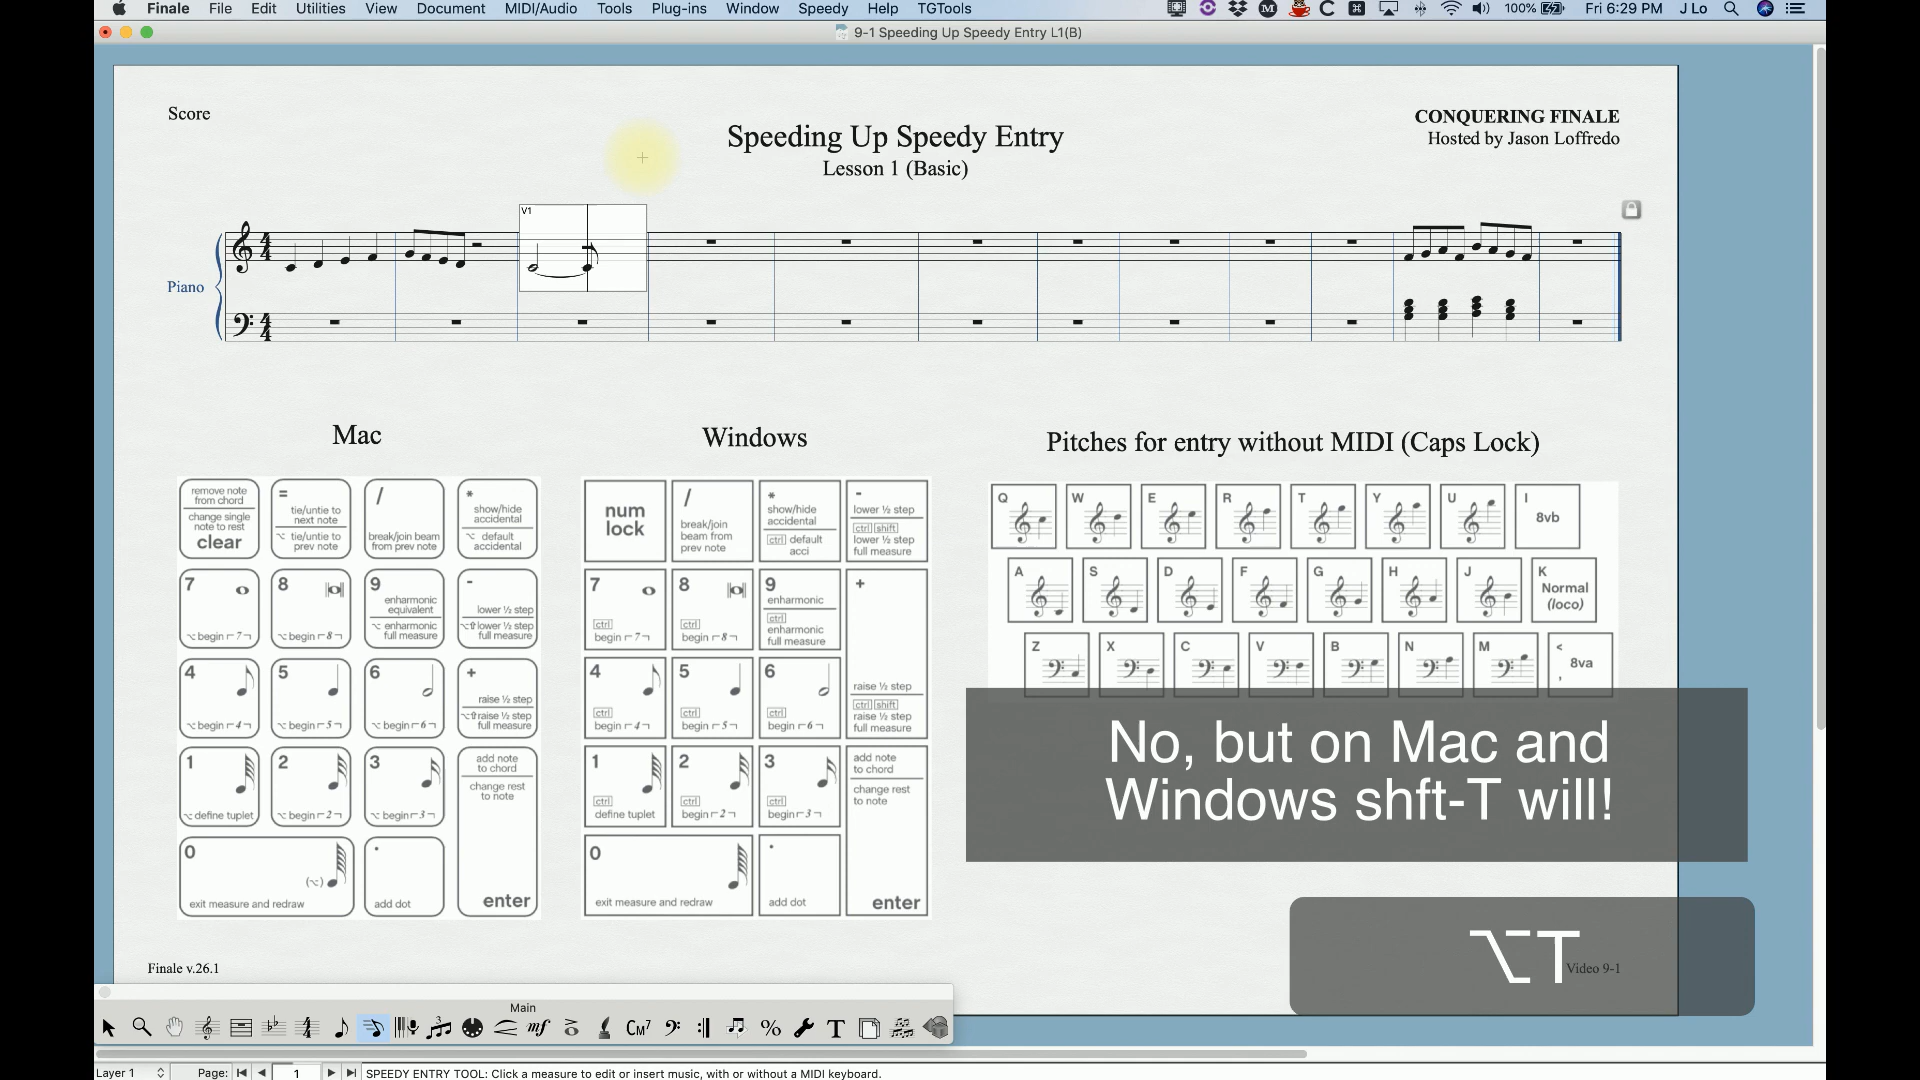 Finale File Edit Utilities View Document MIDI/Audio Tools Plug-ins Window Speedy Help TGTools 100% Fri 6:29 PM J Lo
9-1 Speeding Up Speedy Entry L1(B)
Score
CONQUERING FINALE
Hosted by Jason Loffredo
Speeding Up Speedy Entry
Lesson 1 (Basic)
V1
Piano
Mac
Windows
Pitches for entry without MIDI (Caps Lock)
remove note
from chord
change single
note to rest
clear
=
tie/untie to
next note
⌥ tie/untie to
prev note
/
break/join beam
from prev note
*
show/hide
accidental
⌥ default
accidental
7
⌥ begin ⌐7¬
8
⌥ begin ⌐8¬
9
enharmonic
equivalent
⌥ enharmonic
full measure
-
lower ½ step
⌥⇧lower ½ step
full measure
4
⌥ begin ⌐4¬
5
⌥ begin ⌐5¬
6
⌥ begin ⌐6¬
+
raise ½ step
⌥⇧raise ½ step
full measure
1
⌥ define tuplet
2
⌥ begin ⌐2¬
3
⌥ begin ⌐3¬
add note
to chord
change rest
to note
enter
0
(⌥)
exit measure and redraw
.
add dot
num
lock
/
break/join
beam from
prev note
*
show/hide
accidental
ctrl default
acci
-
lower ½ step
ctrl shift
lower ½ step
full measure
7
ctrl
begin ⌐7¬
8
ctrl
begin ⌐8¬
9
enharmonic
ctrl
enharmonic
full measure
+
raise ½ step
ctrl shift
raise ½ step
full measure
4
ctrl
begin ⌐4¬
5
ctrl
begin ⌐5¬
6
ctrl
begin ⌐6¬
1
ctrl
define tuplet
2
ctrl
begin ⌐2¬
3
ctrl
begin ⌐3¬
add note
to chord
change rest
to note
enter
0
exit measure and redraw
.
add dot
Q W E R T Y U I
8vb
A S D F G H J K
Normal
(loco)
Z X C V B N M <
8va
,
No, but on Mac and
Windows shft-T will!
⌥T
Finale v.26.1
Video 9-1
Main
mf CM7 % T
Layer 1 Page: 1 SPEEDY ENTRY TOOL: Click a measure to edit or insert music, with or without a MIDI keyboard.